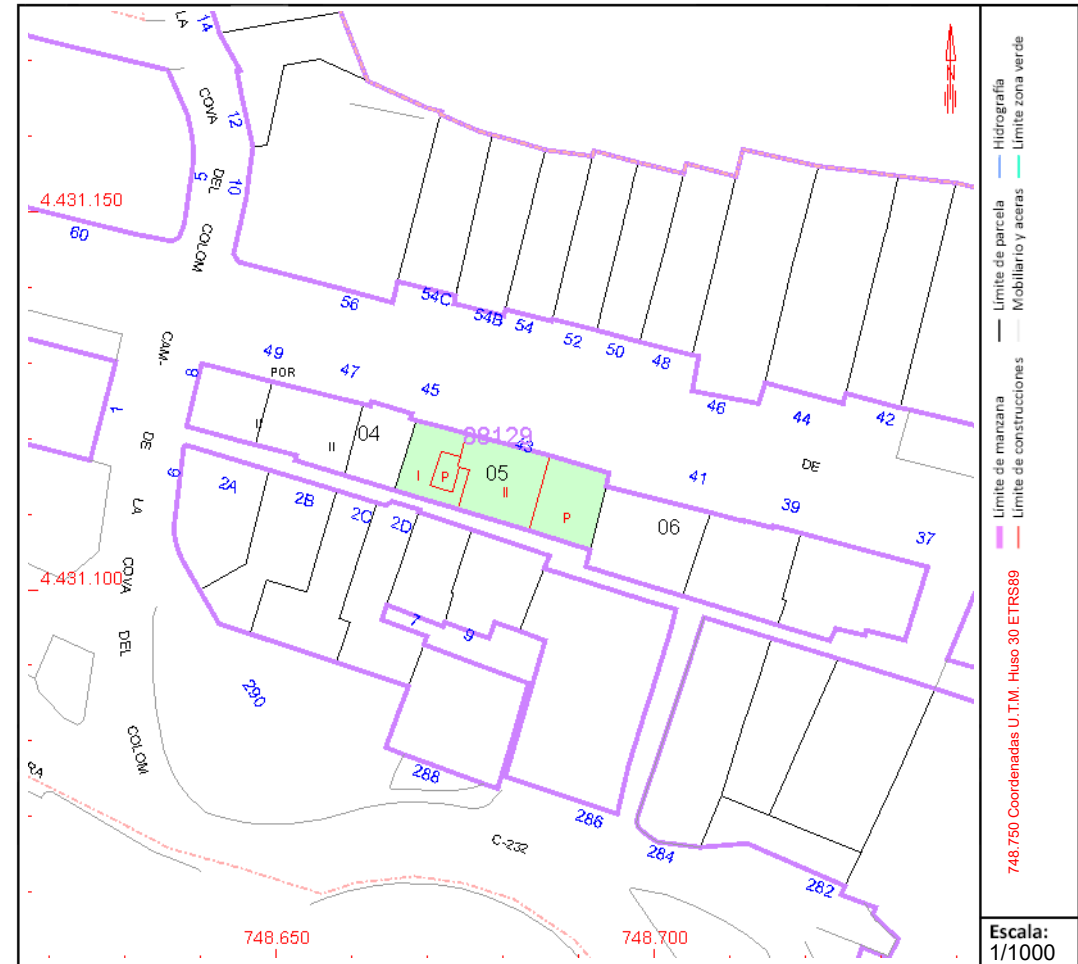 LA
14
COVA
12
5
DEL
10
4.431.150
60
COLOM
56
54C
54B
54
52
50
48
CAM-
49
POR
47
45
8
46
44
42
1
II
II
04
88129
43
DE
DE
I
P
05
II
P
41
39
37
6
2A
2B
2C
2D
LA
06
4.431.100
COVA
7
9
DEL
290
COLOM
RA
288
286
C-232
284
282
748.650
748.700
N
Límite de manzana
Límite de parcela
Hidrografía
Límite de construcciones
Mobiliario y aceras
Límite zona verde
748.750 Coordenadas U.T.M. Huso 30 ETRS89
Escala:
1/1000